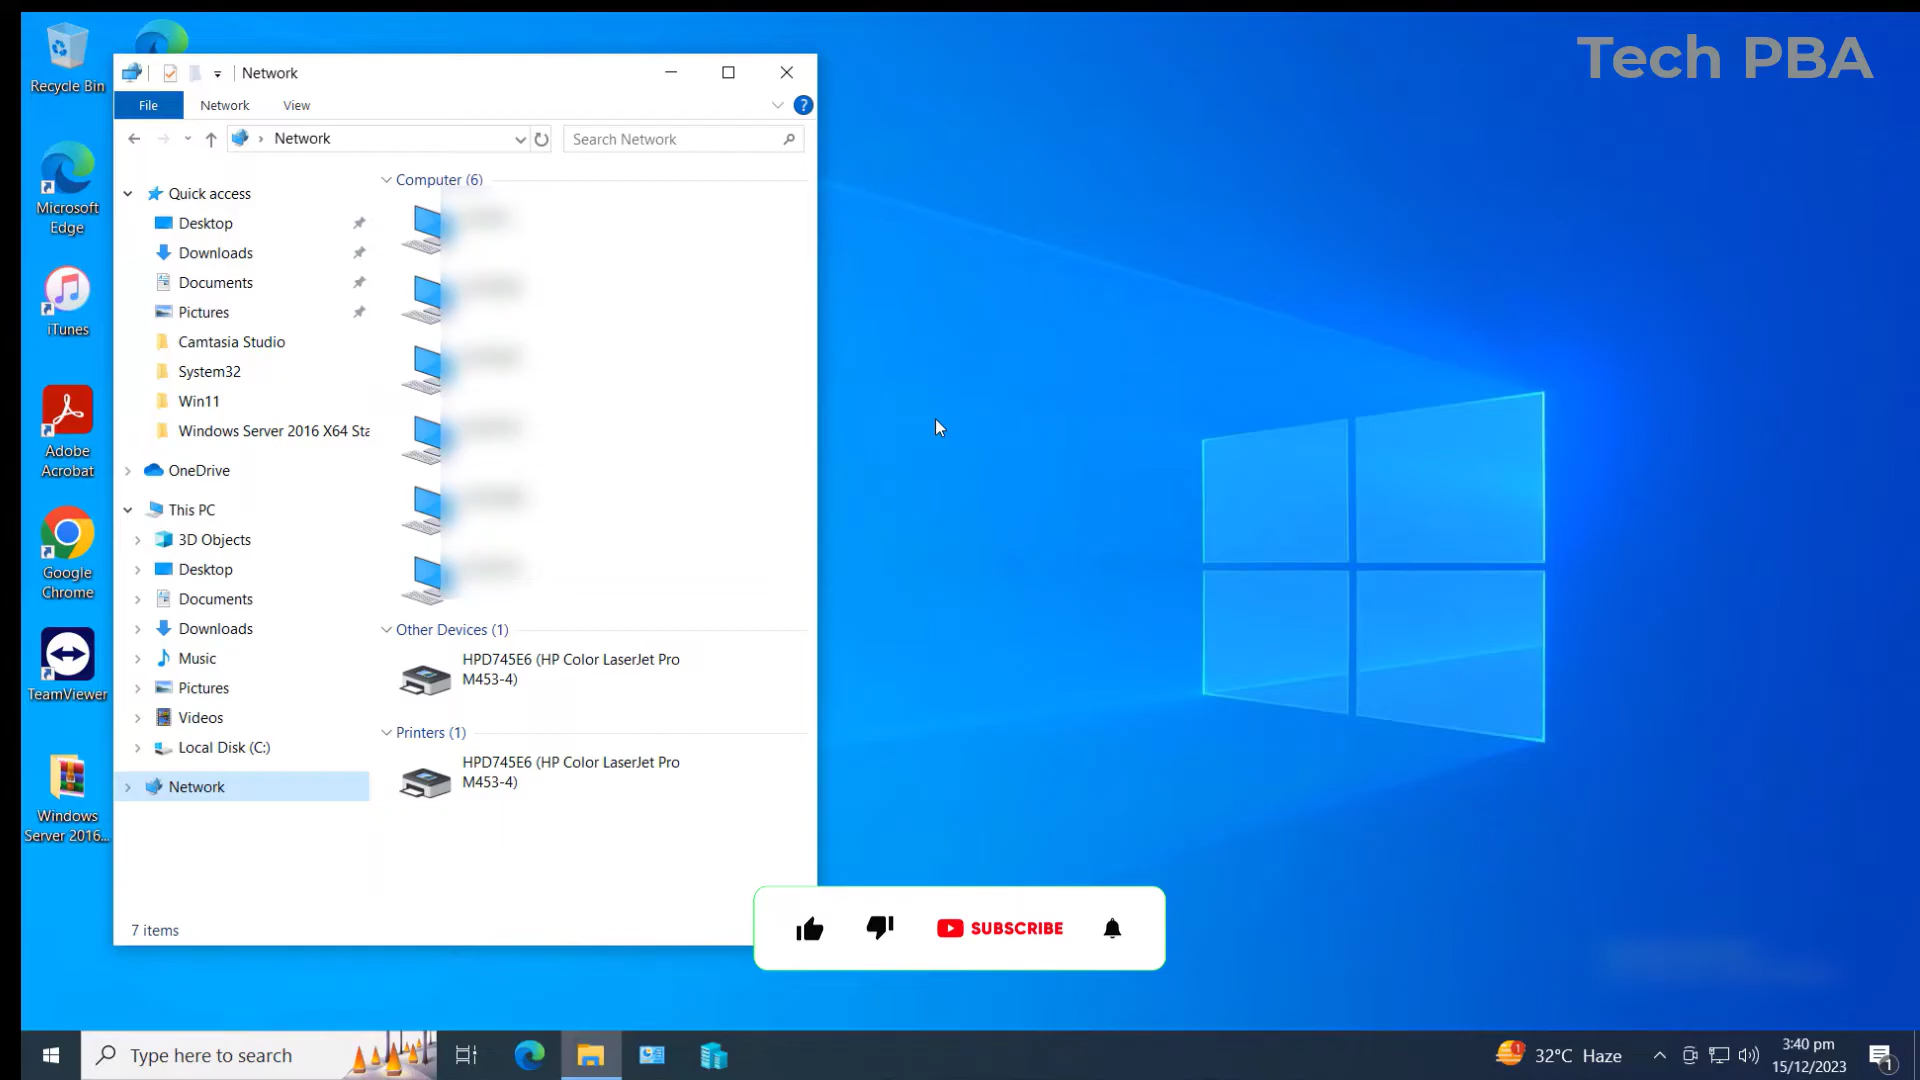 Tech PBA
Recycle Bin
Microsoft
Edge
iTunes
Adobe
Acrobat
Google
Chrome
TeamViewer
Windows
Server 2016...
Network
File
Network
View
?
Network
Search Network
Quick access
Desktop
Downloads
Documents
Pictures
Camtasia Studio
System32
Win11
Windows Server 2016 X64 Sta
OneDrive
This PC
3D Objects
Desktop
Documents
Downloads
Music
Pictures
Videos
Local Disk (C:)
Network
7 items
Computer (6)
Other Devices (1)
HPD745E6 (HP Color LaserJet Pro
M453-4)
Printers (1)
HPD745E6 (HP Color LaserJet Pro
M453-4)
SUBSCRIBE
Type here to search
1
32°C Haze
3:40 pm
15/12/2023
1